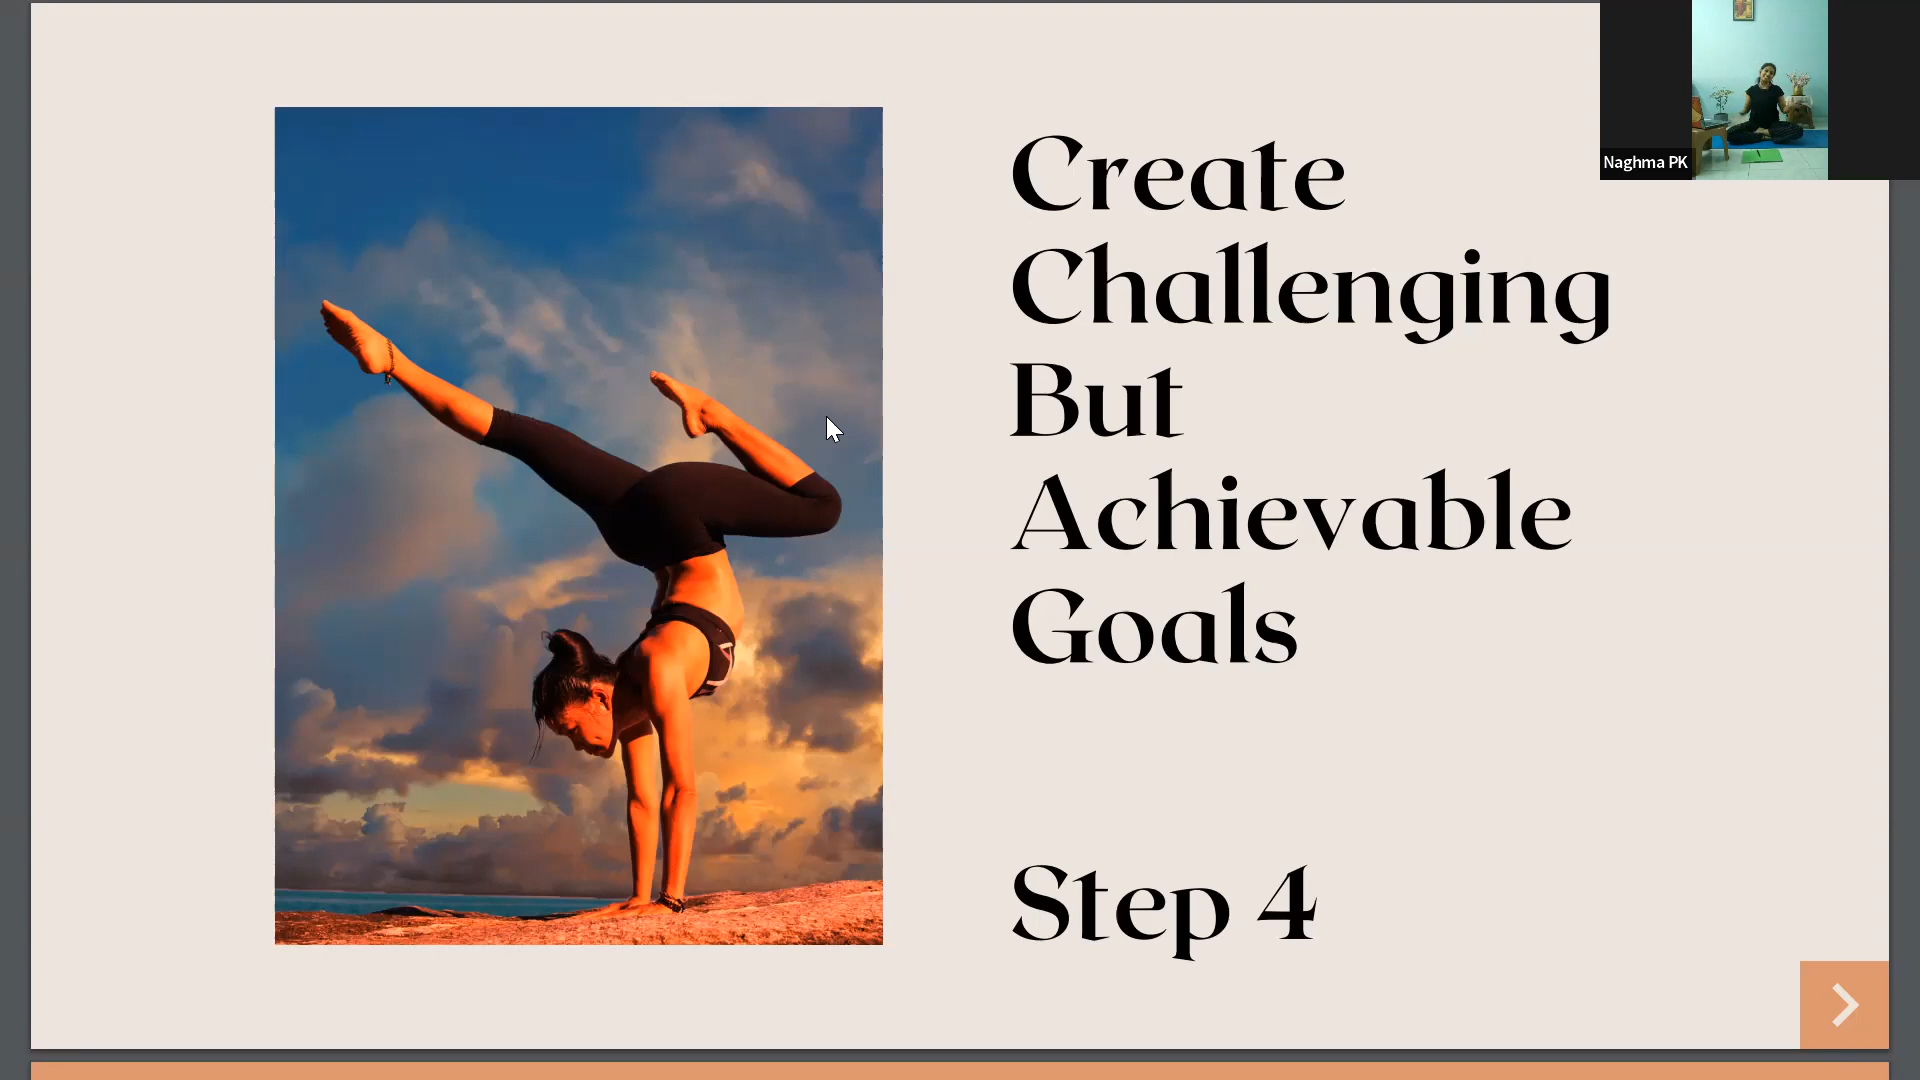 Create
Challenging
But
Achievable
Goals
Step 4
Naghma PK